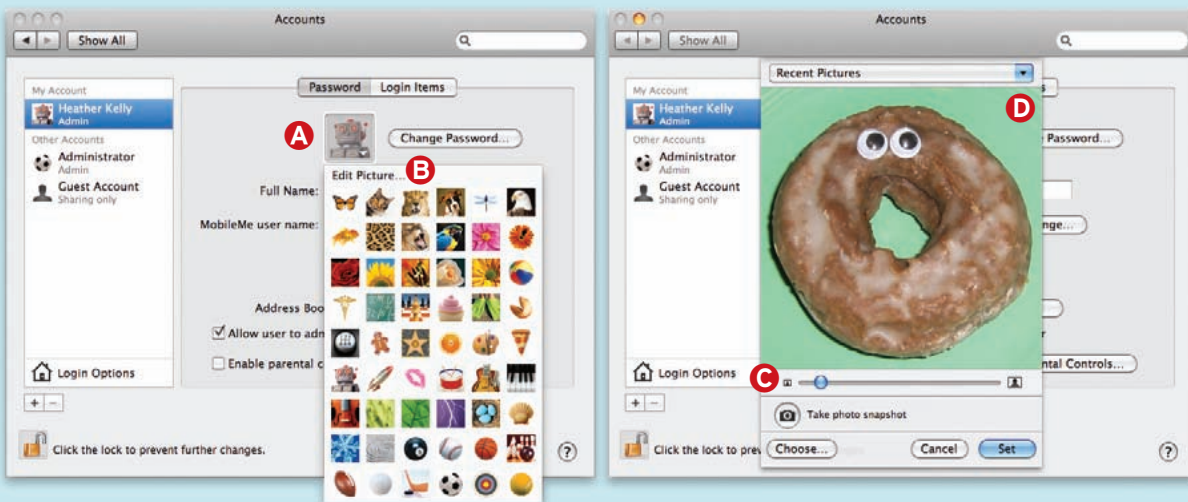 Accounts
Show All
My Account
Heather Kelly
Admin
Other Accounts
Administrator
Admin
Guest Account
Sharing only
Login Options
+ −
Click the lock to prevent further changes.
?
Password Login Items
A
Change Password...
Edit Picture... B
Full Name:
MobileMe user name:
Address Boo
Allow user to adm
Enable parental c
Accounts
Show All
My Account
Heather Kelly
Admin
Other Accounts
Administrator
Admin
Guest Account
Sharing only
Login Options
+ −
Click the lock to prev
?
Recent Pictures
D
s
Password...
nge...
r
ntal Controls...
C
Take photo snapshot
Choose... Cancel Set